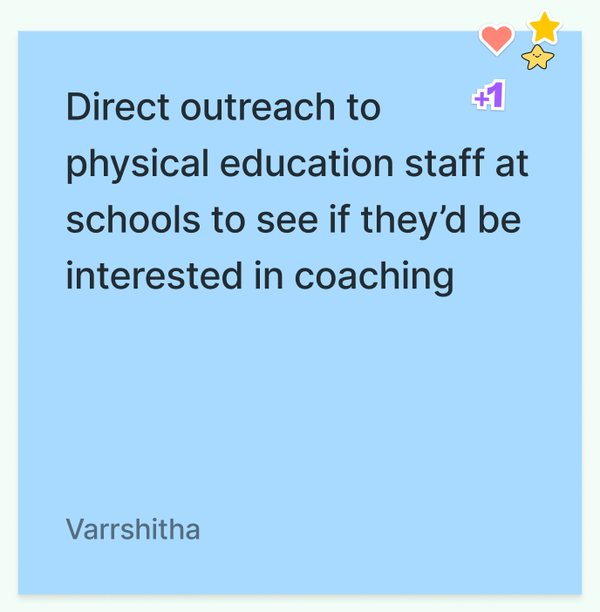 +1
Direct outreach to
physical education staff at
schools to see if they’d be
interested in coaching
Varrshitha